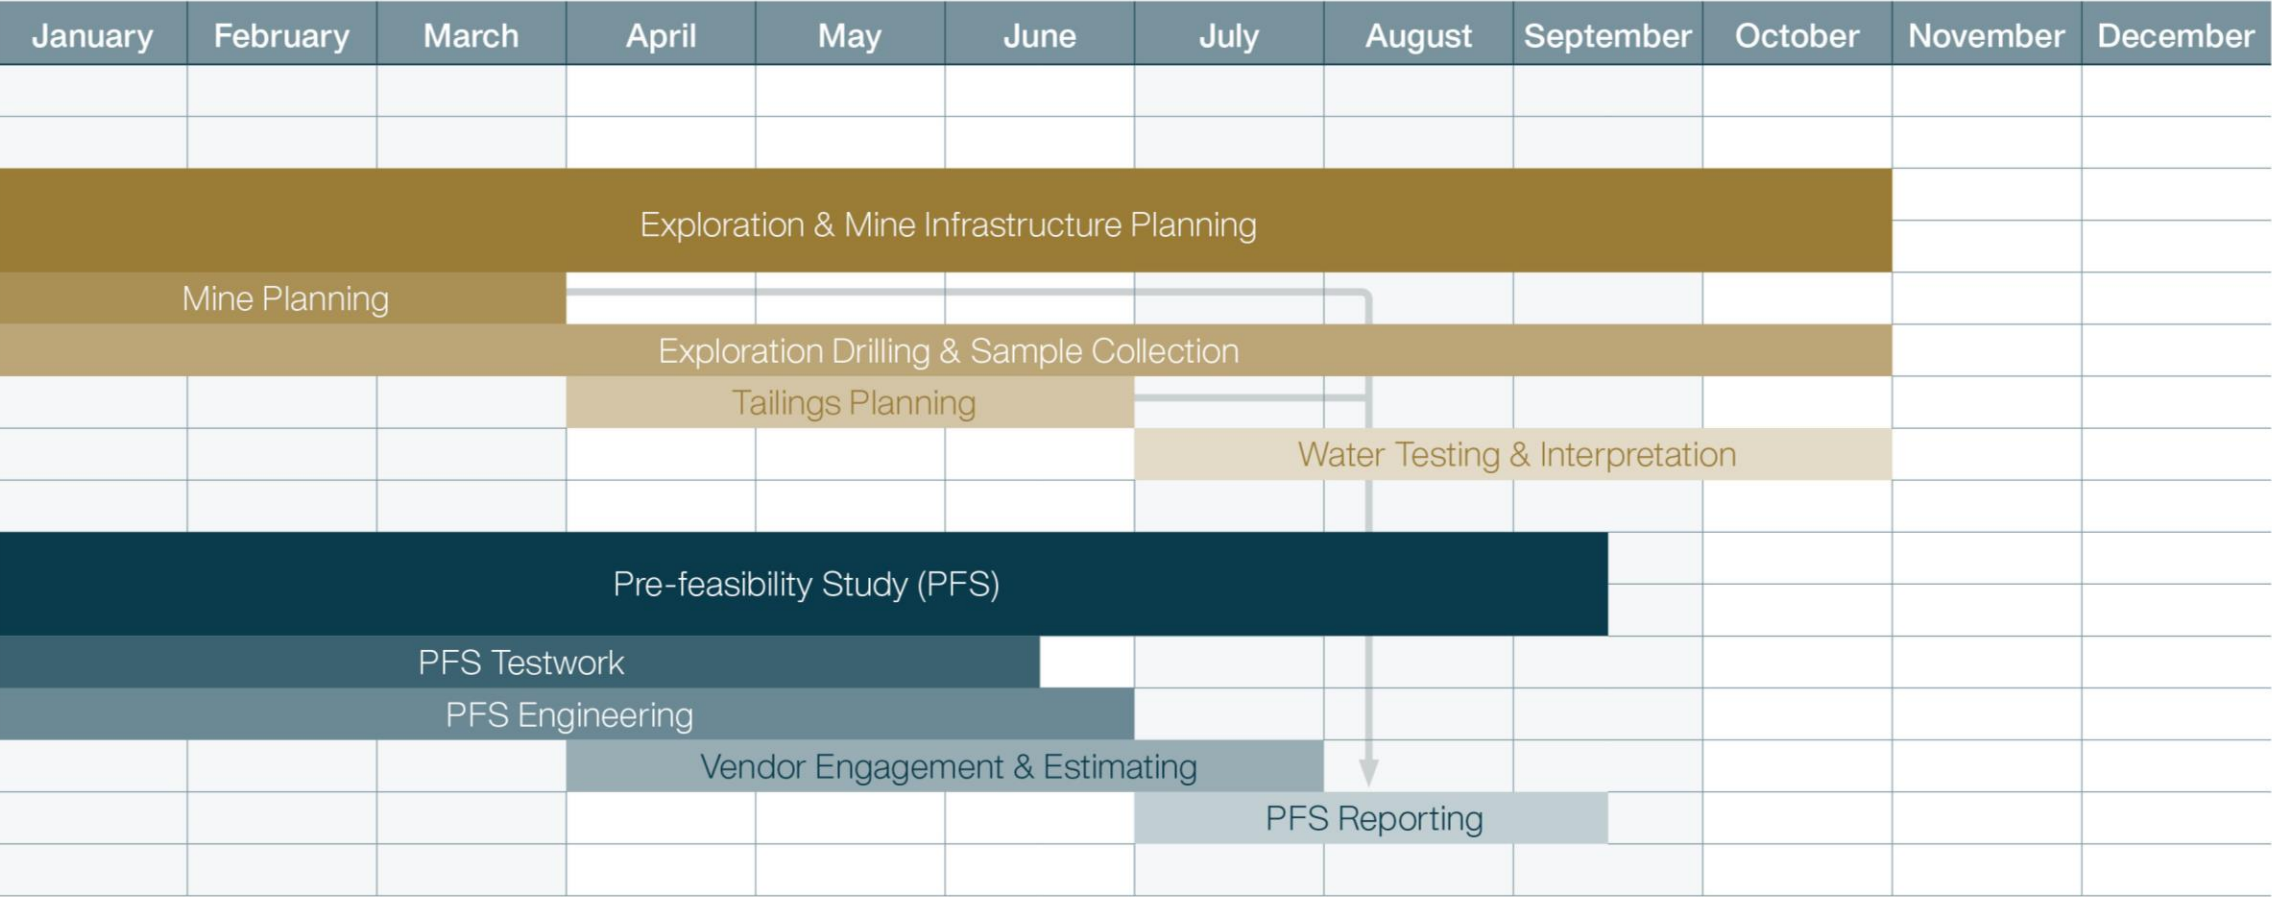 January February March April May June July August September October November December
Exploration & Mine Infrastructure Planning
Mine Planning
Exploration Drilling & Sample Collection
Tailings Planning
Water Testing & Interpretation
Pre-feasibility Study (PFS)
PFS Testwork
PFS Engineering
Vendor Engagement & Estimating
PFS Reporting